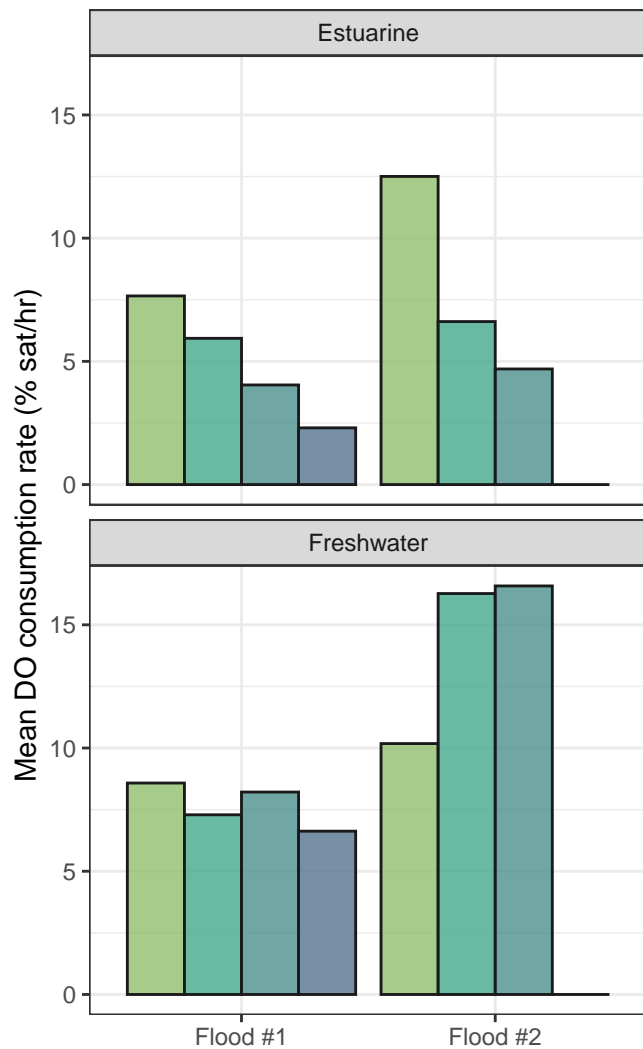 Estuarine
15
10
5
0
Mean DO consumption rate (% sat/hr)
Freshwater
15
10
5
0
Flood #1 Flood #2